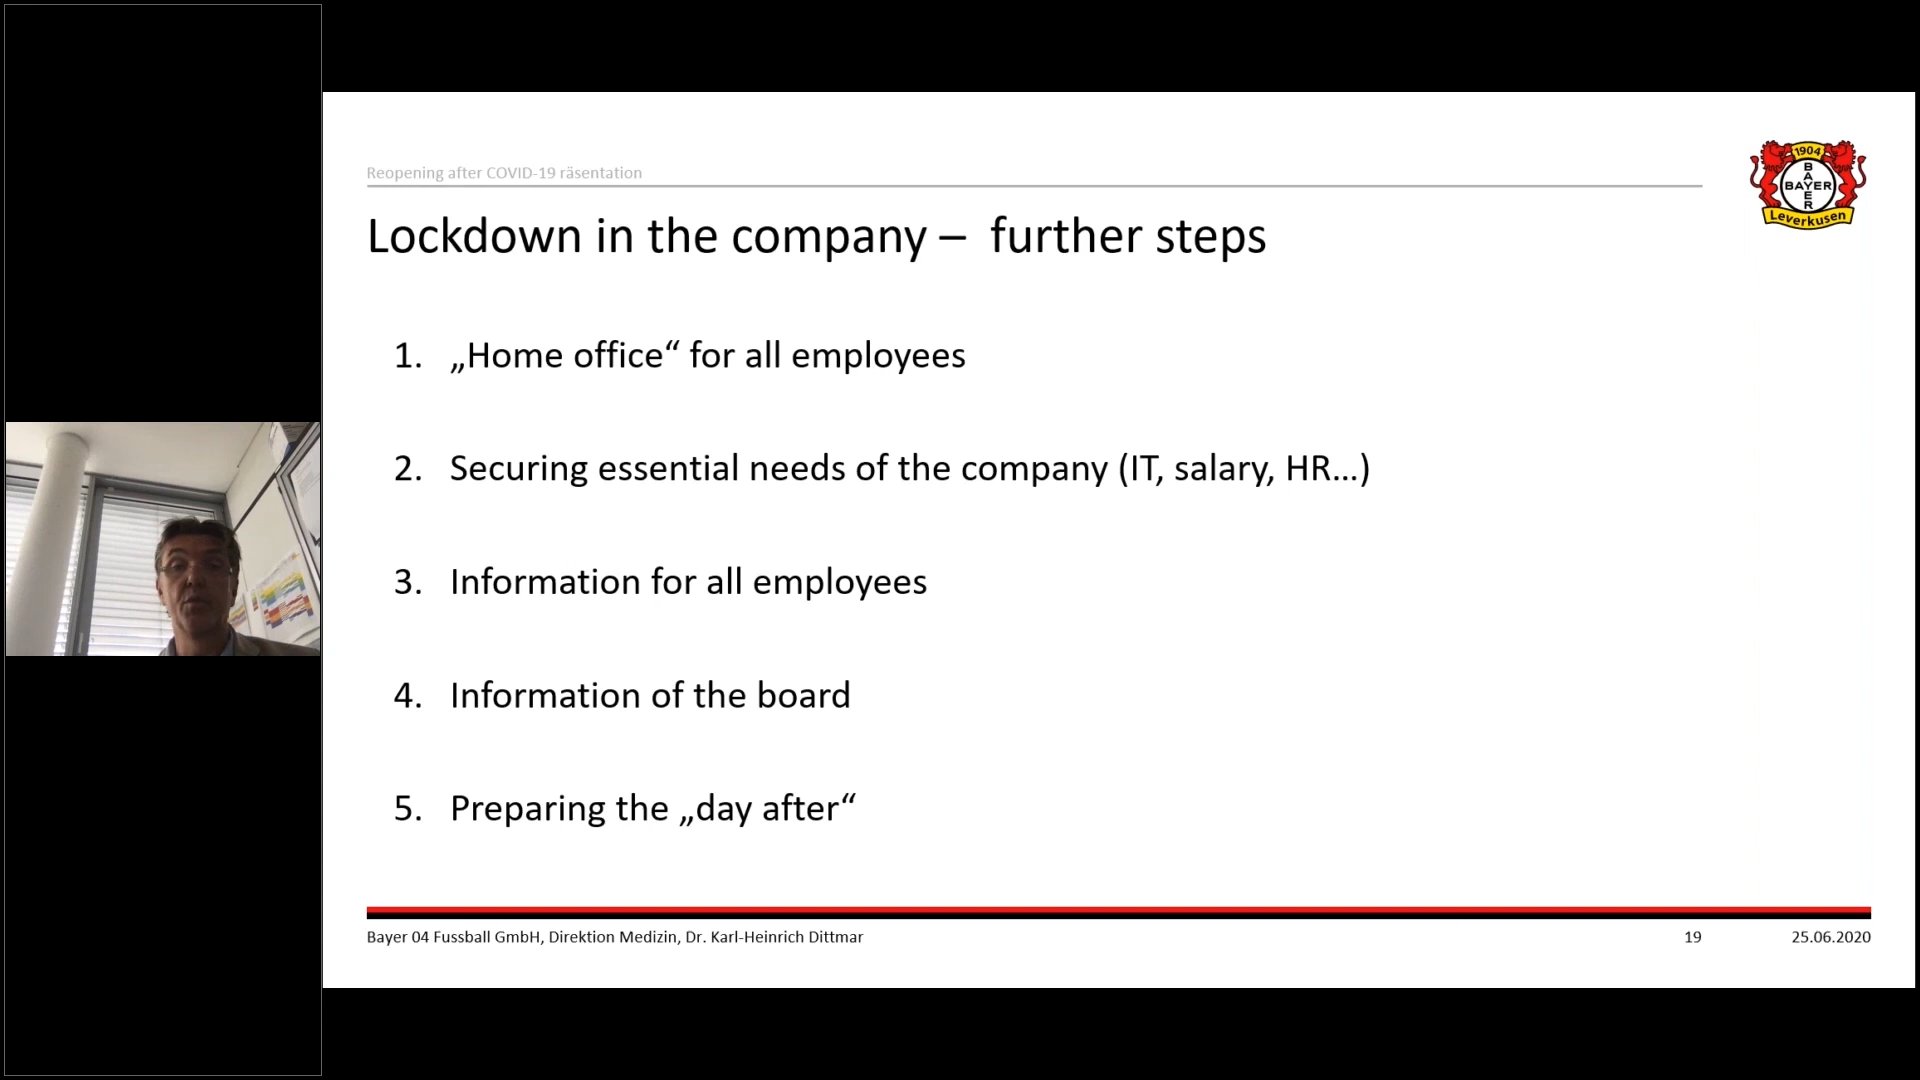 Reopening after COVID-19 räsentation
1904
BAYER
BAYER
Leverkusen
Lockdown in the company –  further steps
1. „Home office“ for all employees
2. Securing essential needs of the company (IT, salary, HR...)
3. Information for all employees
4. Information of the board
5. Preparing the „day after“
Bayer 04 Fussball GmbH, Direktion Medizin, Dr. Karl-Heinrich Dittmar 19 25.06.2020